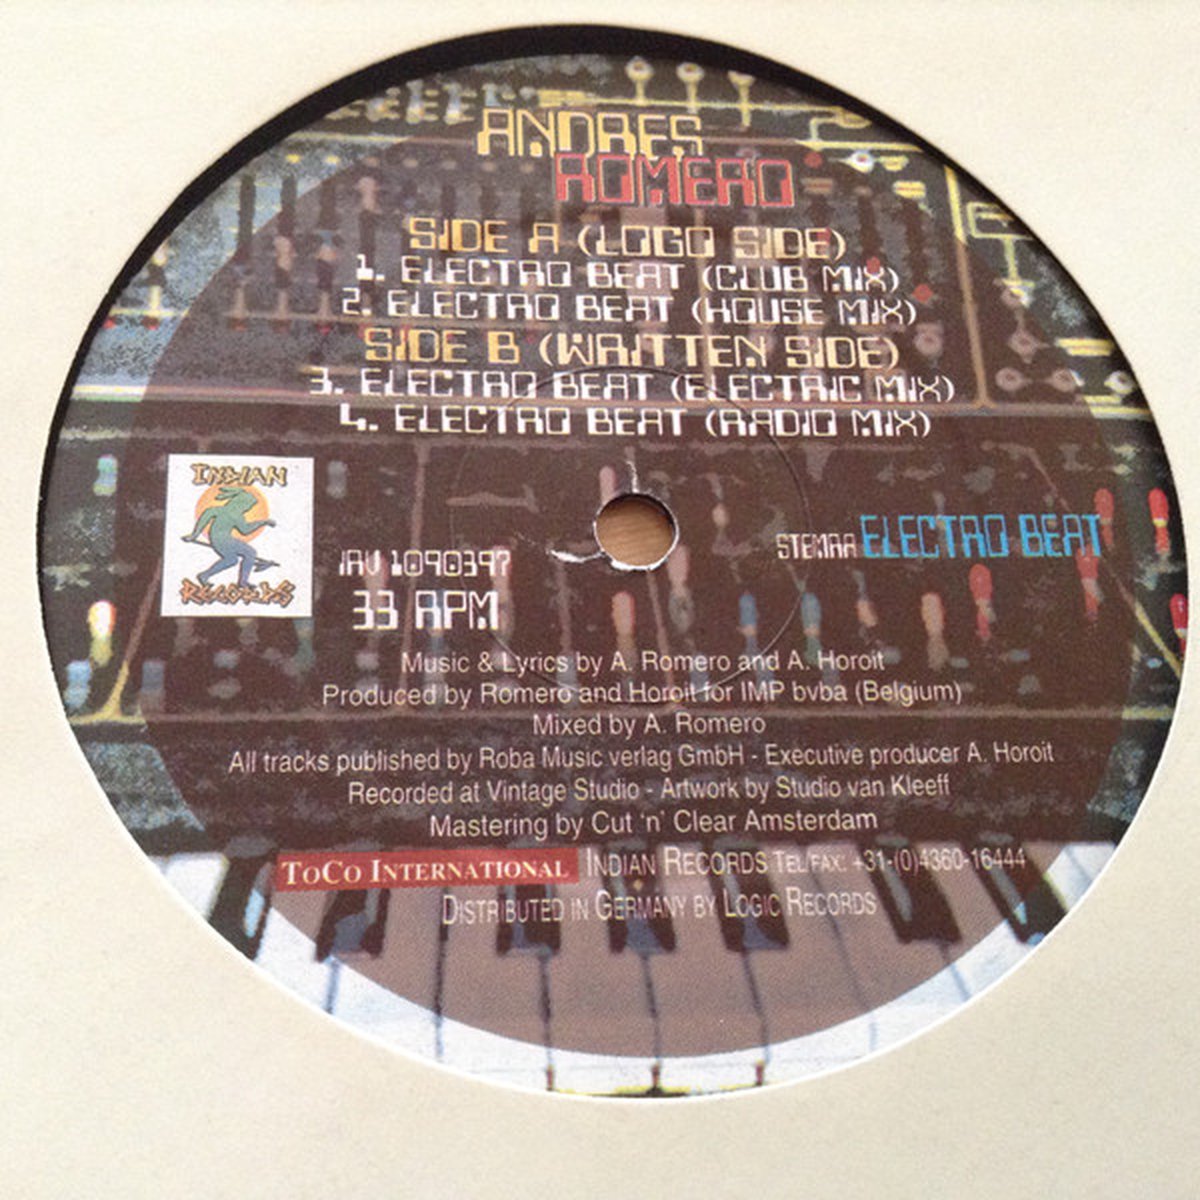 ANDRES
ROMERO
SIDE A (LOGO SIDE)
1. ELECTRO BEAT (CLUB MIX)
2. ELECTRO BEAT (HOUSE MIX)
SIDE B (WRITTEN SIDE)
3. ELECTRO BEAT (ELECTRIC MIX)
4. ELECTRO BEAT (RADIO MIX)
INDIAN
RECORDS
STEMRA ELECTRO BEAT
IRV 1090397
33 RPM
Music & Lyrics by A. Romero and A. Horoit
Produced by Romero and Horoit for IMP bvba (Belgium)
Mixed by A. Romero
All tracks published by Roba Music verlag GmbH - Executive producer A. Horoit
Recorded at Vintage Studio - Artwork by Studio van Kleeff
Mastering by Cut 'n' Clear Amsterdam
TOCO INTERNATIONAL INDIAN RECORDS TEL/FAX: +31-(0)4360-16444
DISTRIBUTED IN GERMANY BY LOGIC RECORDS